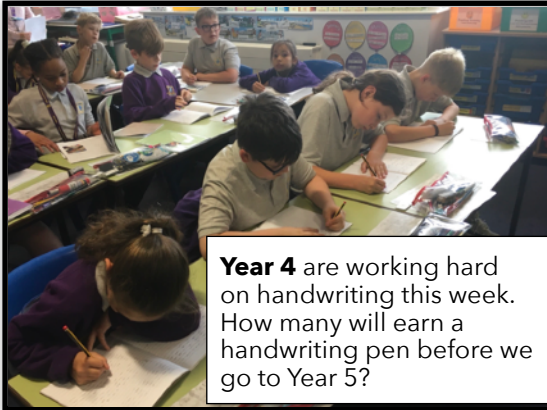 Year 4 are working hard
on handwriting this week.
How many will earn a
handwriting pen before we
go to Year 5?